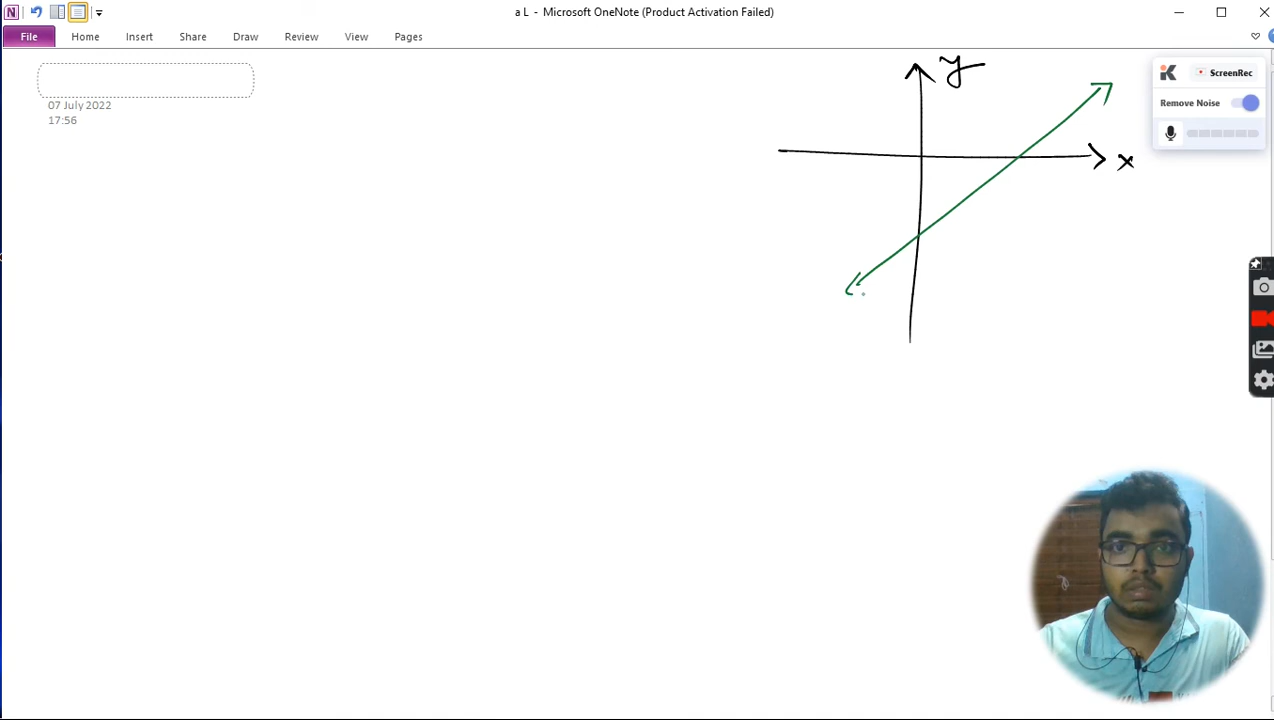 a L - Microsoft OneNote (Product Activation Failed)
File Home Insert Share Draw Review View Pages
07 July 2022
17:56
y
x
ScreenRec
Remove Noise